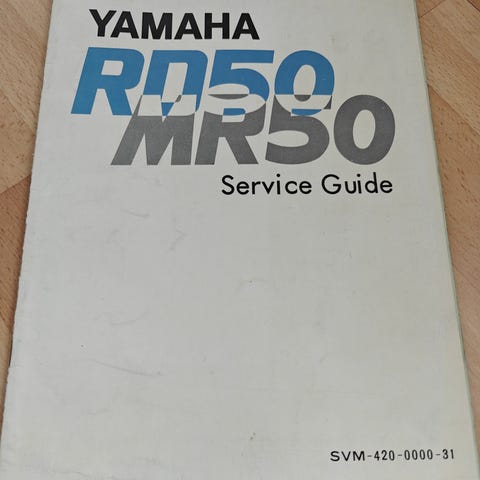 YAMAHA
RD50
MR50
Service Guide
SVM-420-0000-31